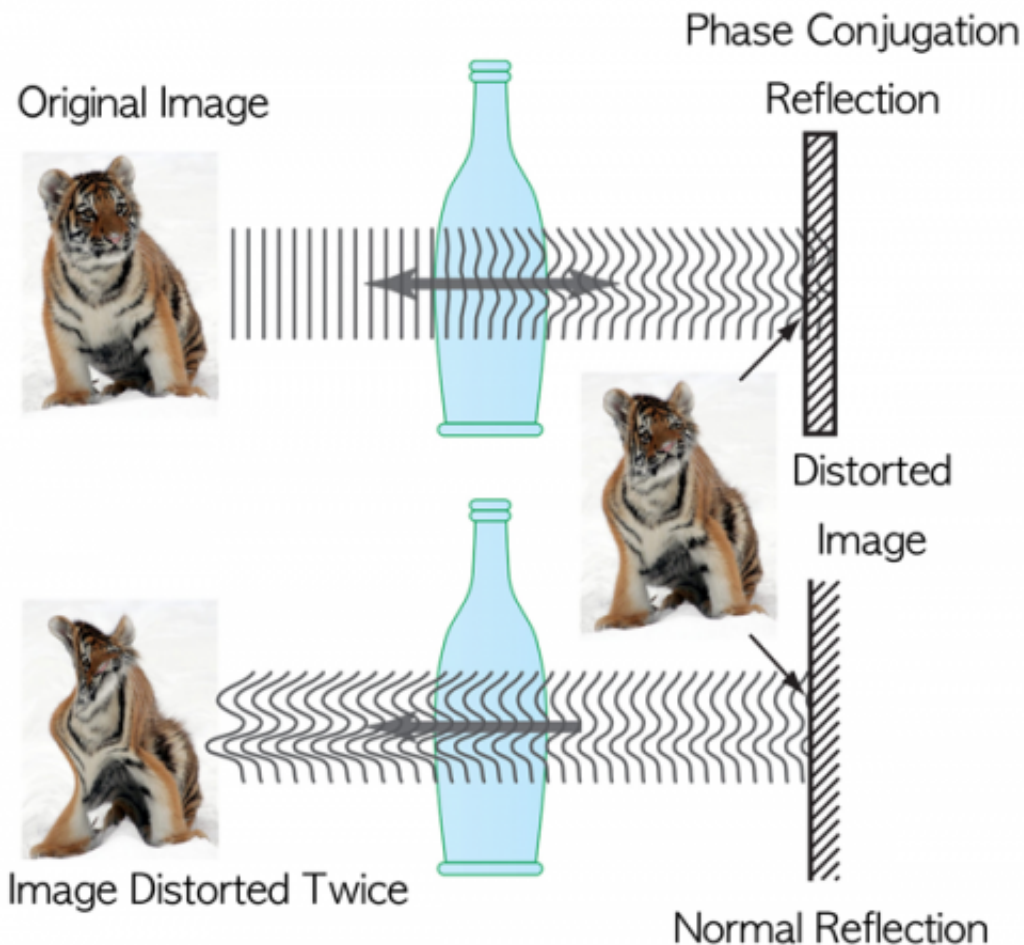 Phase Conjugation
Reflection
Original Image
Distorted
Image
Image Distorted Twice
Normal Reflection